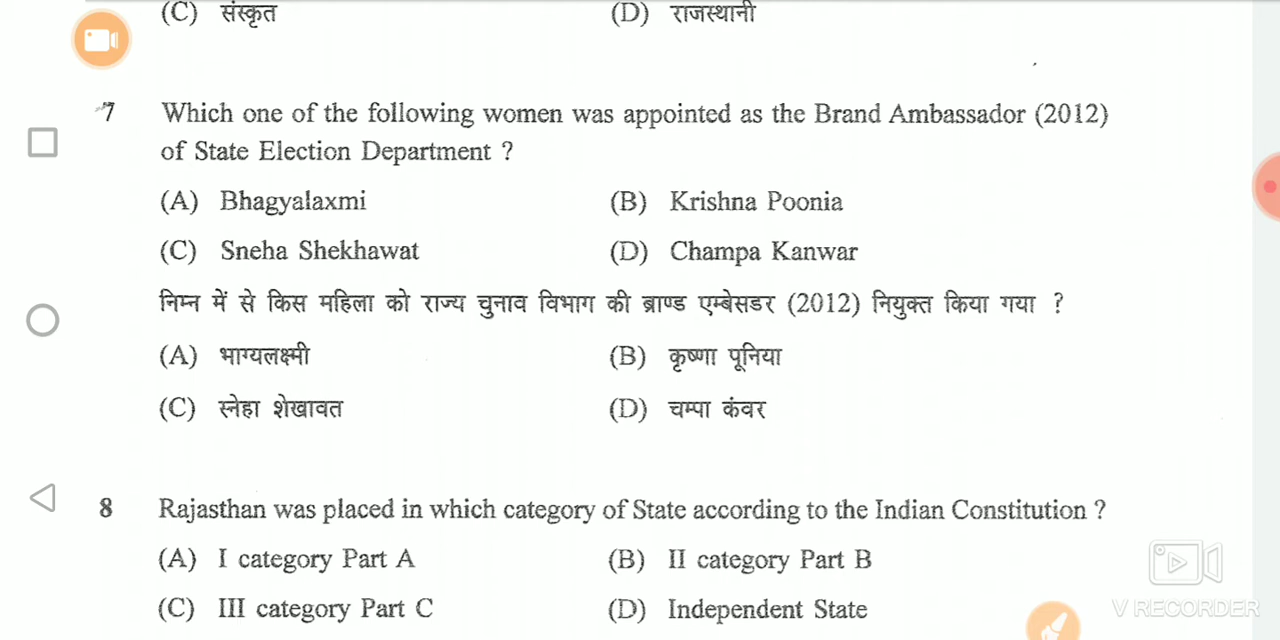 (C) संस्कृत (D) राजस्थानी
7 Which one of the following women was appointed as the Brand Ambassador (2012)
of State Election Department ?
(A) Bhagyalaxmi (B) Krishna Poonia
(C) Sneha Shekhawat (D) Champa Kanwar
निम्न में से किस महिला को राज्य चुनाव विभाग की ब्राण्ड एम्बेसडर (2012) नियुक्त किया गया ?
(A) भाग्यलक्ष्मी (B) कृष्णा पूनिया
(C) स्नेहा शेखावत (D) चम्पा कंवर
8 Rajasthan was placed in which category of State according to the Indian Constitution ?
(A) I category Part A (B) II category Part B
(C) III category Part C (D) Independent State
V RECORDER